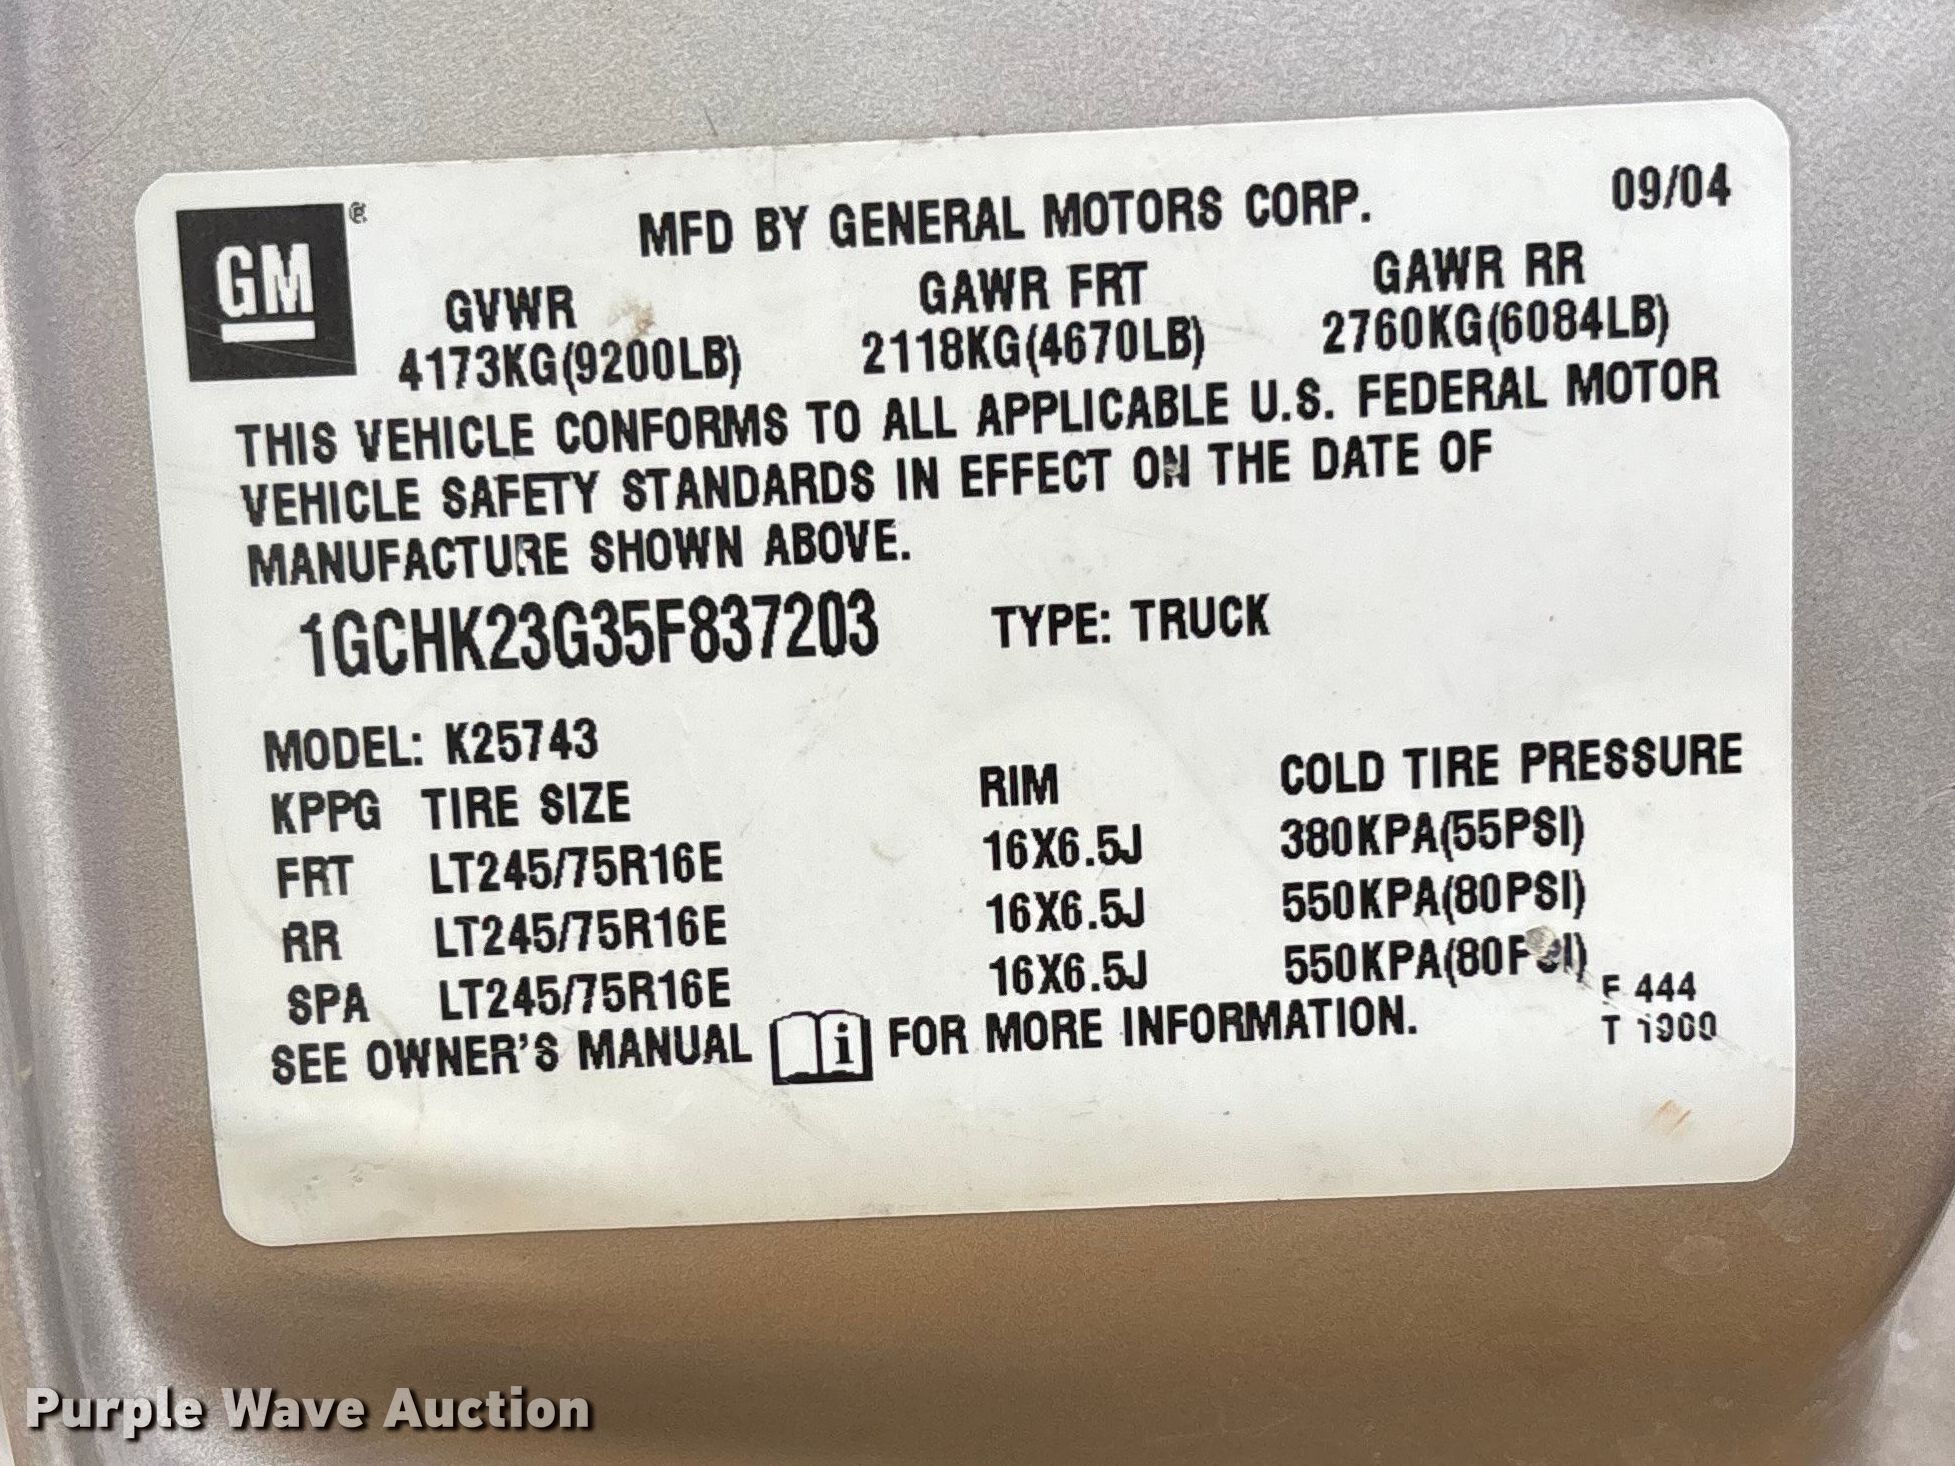 GM ®
MFD BY GENERAL MOTORS CORP. 09/04
GVWR GAWR FRT GAWR RR
4173KG(9200LB) 2118KG(4670LB) 2760KG(6084LB)
THIS VEHICLE CONFORMS TO ALL APPLICABLE U.S. FEDERAL MOTOR
VEHICLE SAFETY STANDARDS IN EFFECT ON THE DATE OF
MANUFACTURE SHOWN ABOVE.
1GCHK23G35F837203 TYPE: TRUCK
MODEL: K25743
KPPG TIRE SIZE RIM COLD TIRE PRESSURE
FRT LT245/75R16E 16X6.5J 380KPA(55PSI)
RR LT245/75R16E 16X6.5J 550KPA(80PSI)
SPA LT245/75R16E 16X6.5J 550KPA(80PSI)
SEE OWNER'S MANUAL i FOR MORE INFORMATION.
444
T
Purple Wave Auction